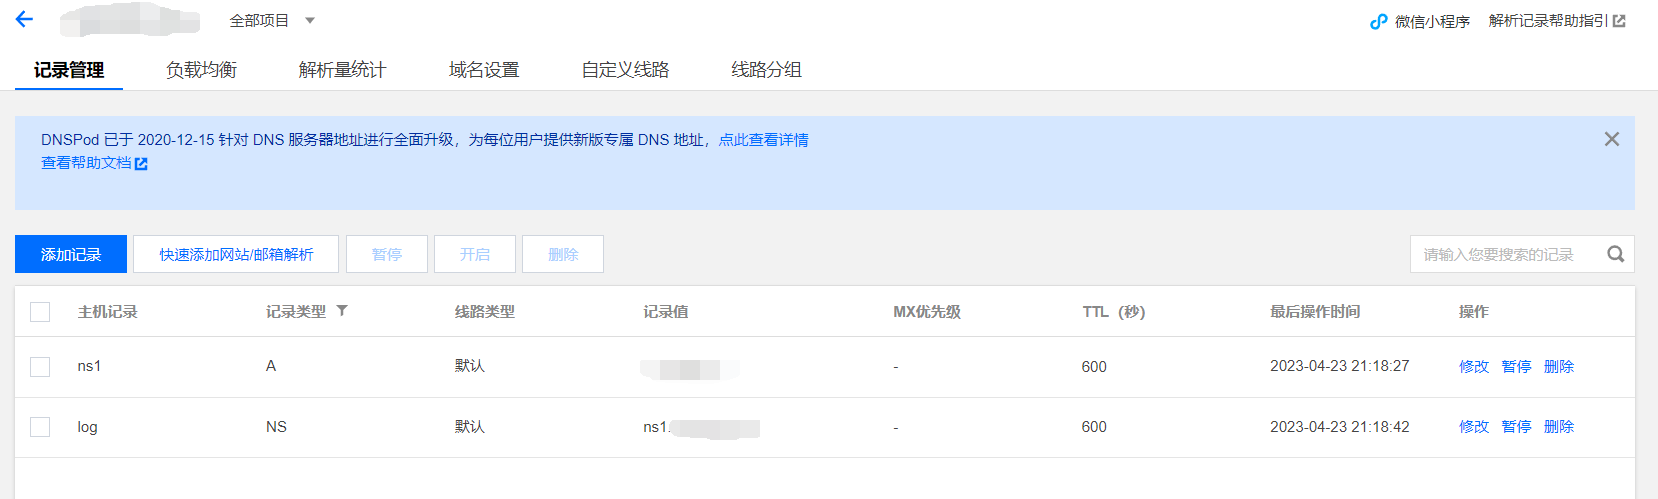 全部项目
微信小程序 解析记录帮助指引
记录管理 负载均衡 解析量统计 域名设置 自定义线路 线路分组
DNSPod 已于 2020-12-15 针对 DNS 服务器地址进行全面升级，为每位用户提供新版专属 DNS 地址，点此查看详情
查看帮助文档
添加记录 快速添加网站/邮箱解析 暂停 开启 删除 请输入您要搜索的记录
主机记录 记录类型 线路类型 记录值 MX优先级 TTL（秒） 最后操作时间 操作
ns1 A 默认 - 600 2023-04-23 21:18:27 修改 暂停 删除
log NS 默认 ns1. - 600 2023-04-23 21:18:42 修改 暂停 删除